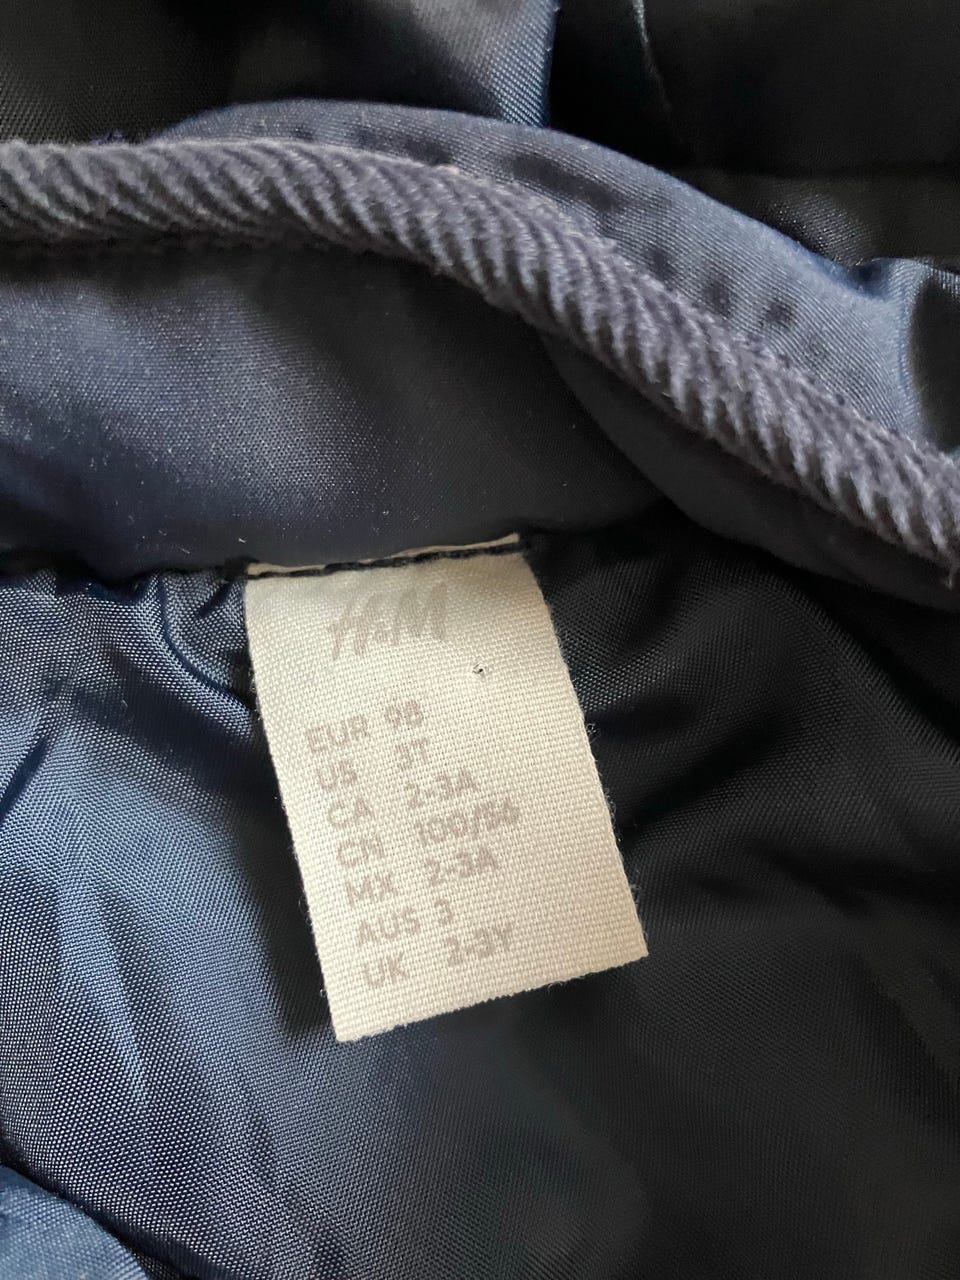 H&M
EUR 98
US 3T
CA 2-3A
CN 100/56
MX 2-3A
AUS 3
UK 2-3Y